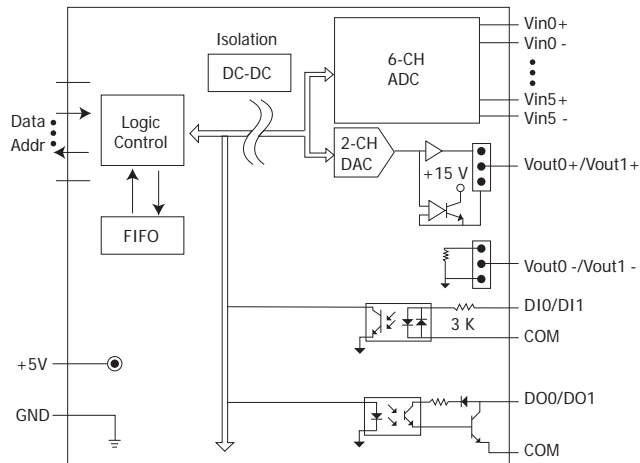 Isolation
DC-DC
6-CH
ADC
Vin0+
Vin0 -
Vin5+
Vin5 -
Data
Addr
Logic
Control
FIFO
2-CH
DAC
+15 V
Vout0+/Vout1+
Vout0 -/Vout1 -
DI0/DI1
3 K
COM
+5V
GND
DO0/DO1
COM